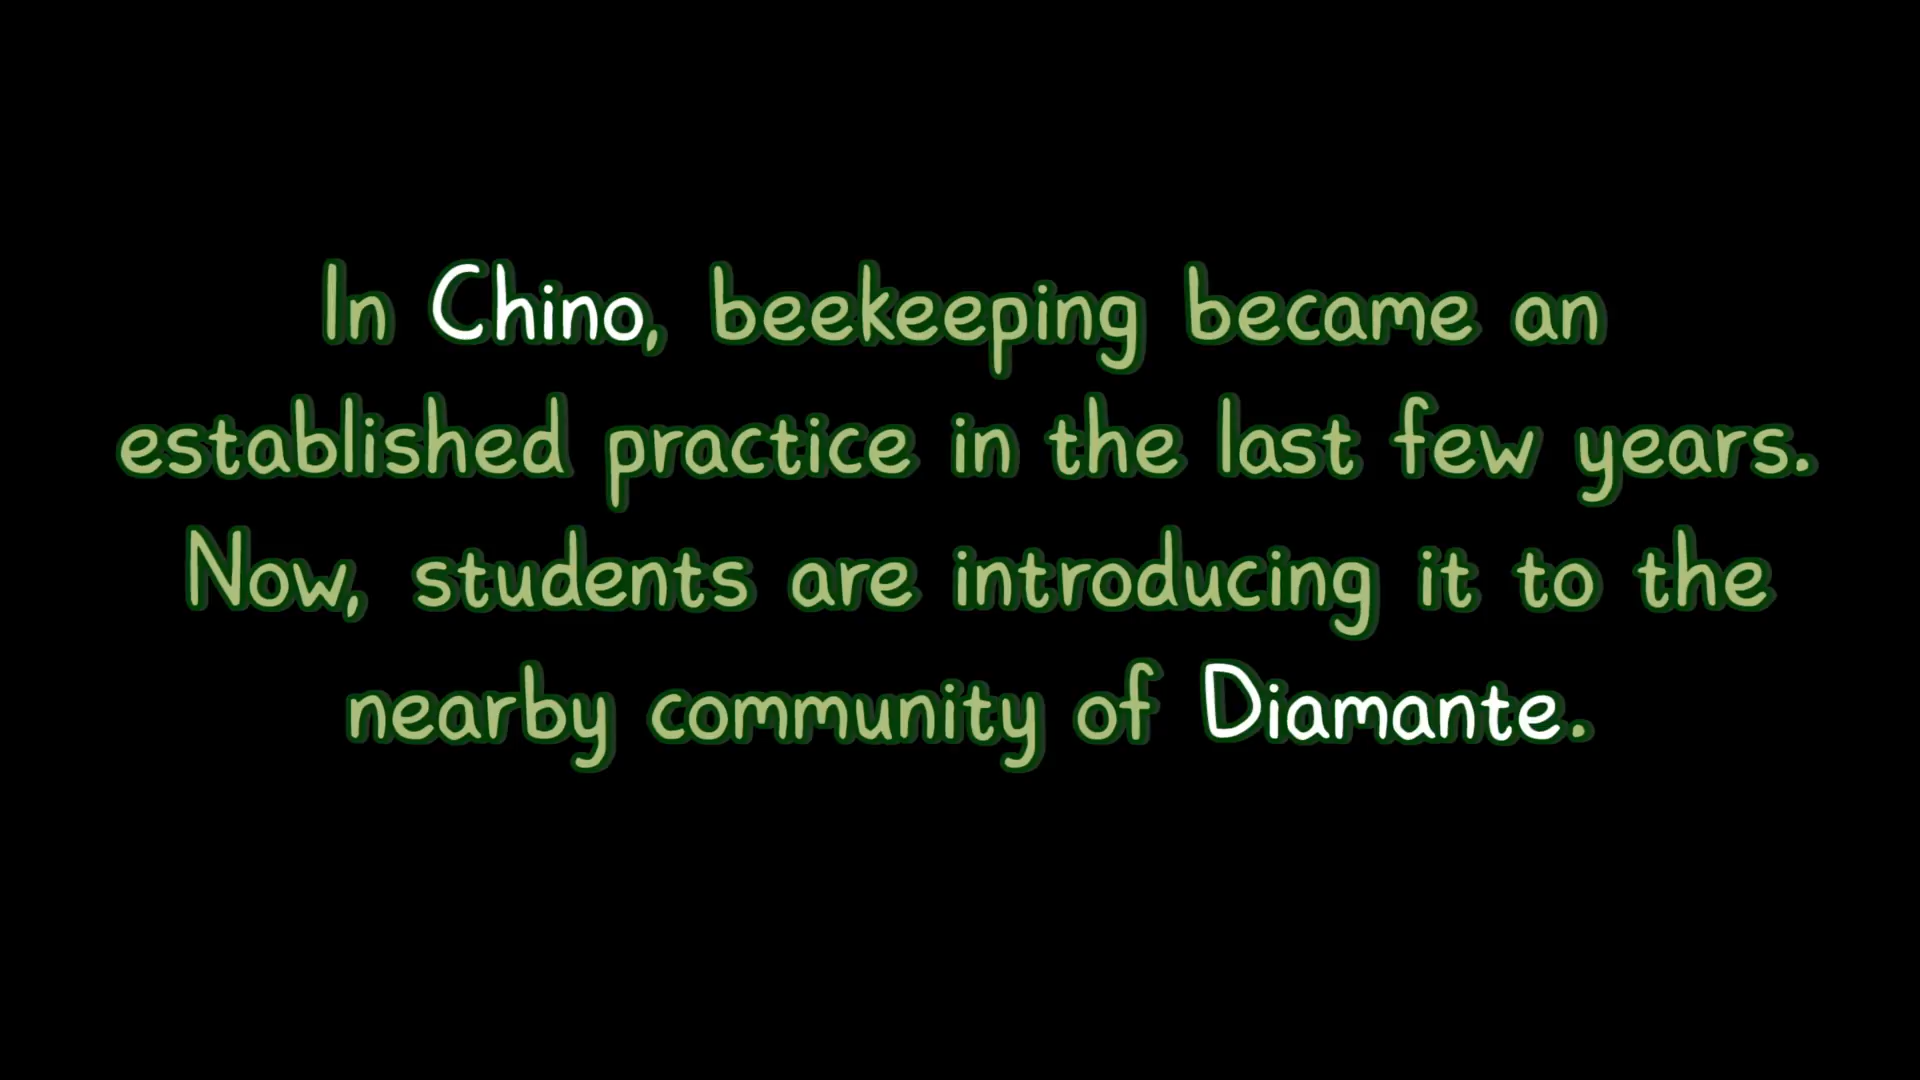 In Chino, beekeeping became an
established practice in the last few years.
Now, students are introducing it to the
nearby community of Diamante.